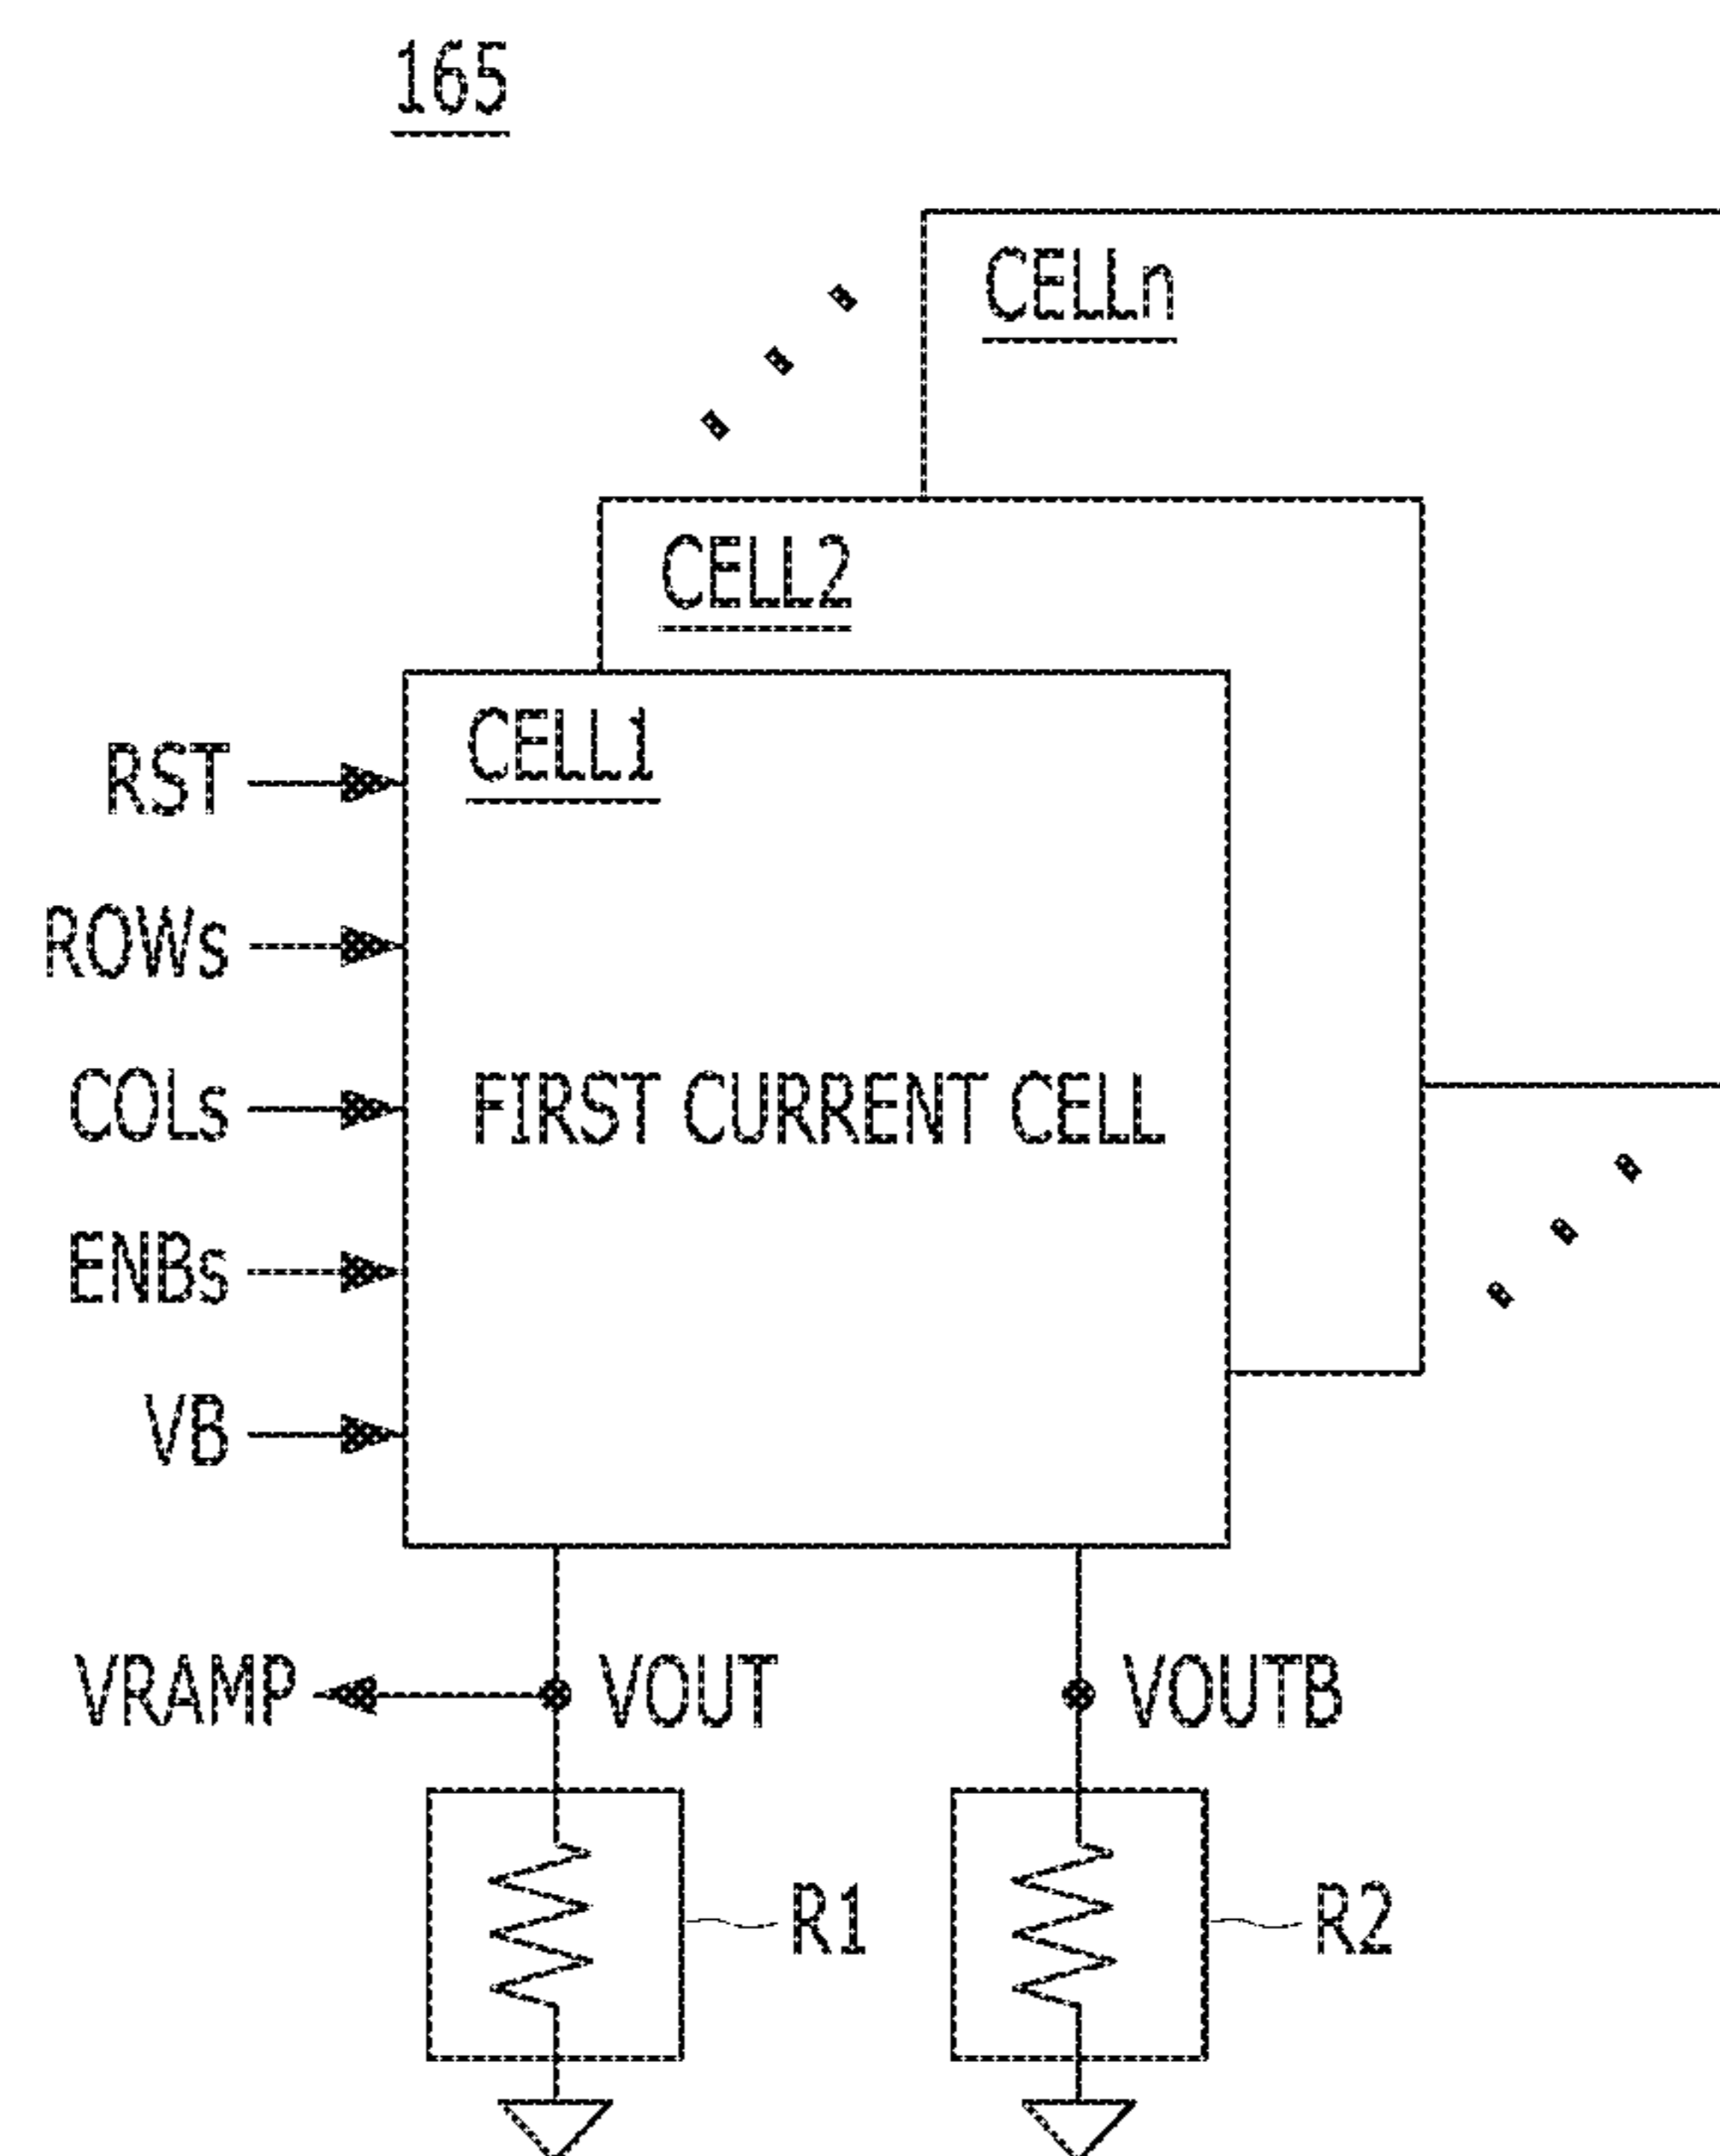 165
CELLn
CELL2
CELL1
RST
ROWs
COLs
FIRST CURRENT CELL
ENBs
VB
VRAMP
VOUT
VOUTB
R1
R2